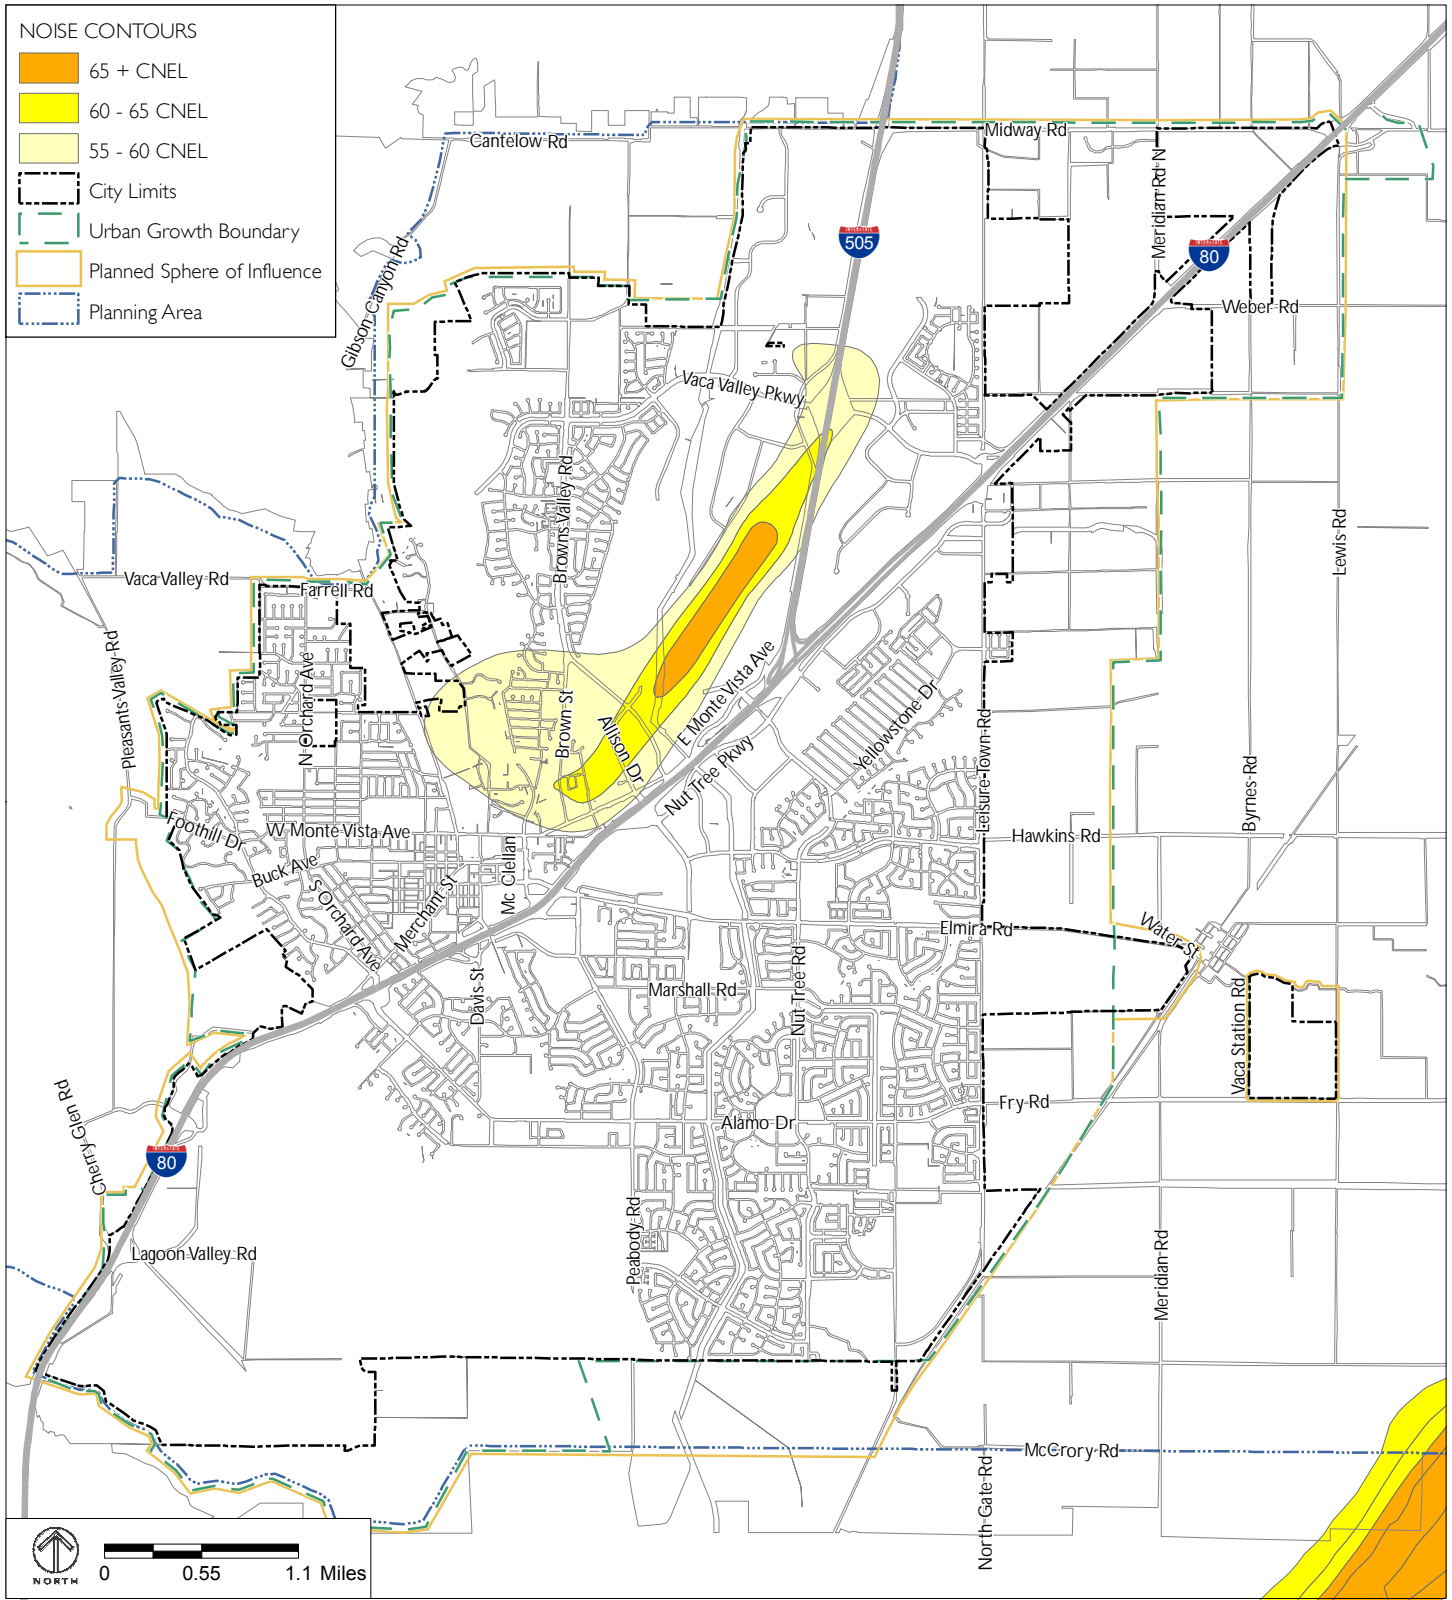 NOISE CONTOURS
65 + CNEL
60 - 65 CNEL
55 - 60 CNEL
City Limits
Urban Growth Boundary
Planned Sphere of Influence
Planning Area
Cantelow Rd
Midway Rd
Meridian Rd N
INTERSTATE
505
INTERSTATE
80
Gibson Canyon Rd
Weber Rd
Vaca Valley Pkwy
Browns Valley Rd
Lewis Rd
Vaca Valley Rd
Farrell Rd
Pleasants Valley Rd
N Orchard Ave
Brown St
Allison Dr
E Monte Vista Ave
Nut Tree Pkwy
Yellowstone Dr
Leisure Town Rd
Byrnes Rd
Foothill Dr
W Monte Vista Ave
Hawkins Rd
Buck Ave
S Orchard Ave
Merchant St
Mc Clellan
Elmira Rd
Water St
Davis St
Marshall Rd
Nut Tree Rd
Vaca Station Rd
Cherry Glen Rd
Fry Rd
Alamo Dr
INTERSTATE
80
Lagoon Valley Rd
Peabody Rd
Meridian Rd
McCrory Rd
North Gate Rd
NORTH
0 0.55 1.1 Miles